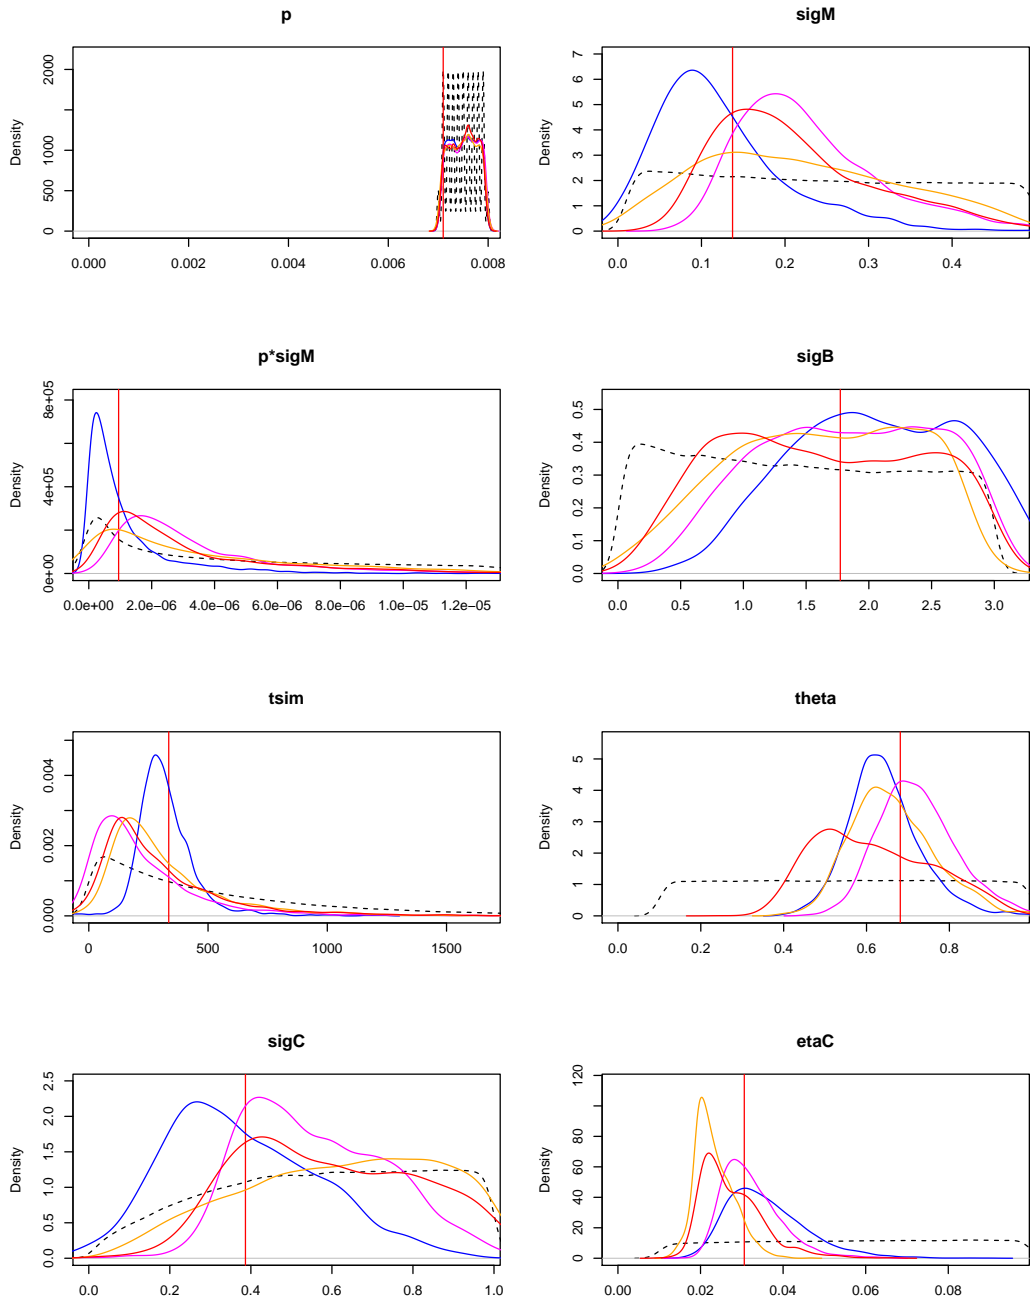 p
sigM
Density
0
500
1000
2000
0.000
0.002
0.004
0.006
0.008
Density
0
1
2
3
4
5
6
7
0.0
0.1
0.2
0.3
0.4
p*sigM
sigB
Density
0e+00
4e+05
8e+05
0.0e+00
2.0e−06
4.0e−06
6.0e−06
8.0e−06
1.0e−05
1.2e−05
Density
0.0
0.1
0.2
0.3
0.4
0.5
0.0
0.5
1.0
1.5
2.0
2.5
3.0
tsim
theta
Density
0.000
0.002
0.004
0
500
1000
1500
Density
0
1
2
3
4
5
0.0
0.2
0.4
0.6
0.8
sigC
etaC
Density
0.0
0.5
1.0
1.5
2.0
2.5
0.0
0.2
0.4
0.6
0.8
1.0
Density
0
20
40
60
80
120
0.00
0.02
0.04
0.06
0.08